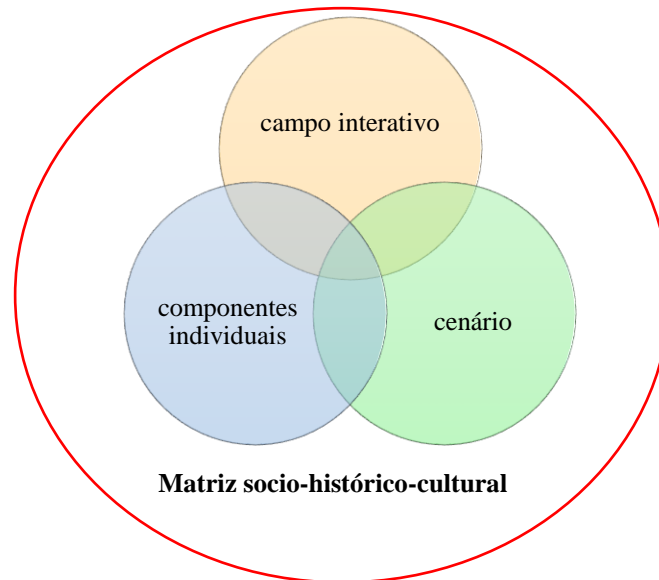 campo interativo
componentes
individuais
cenário
Matriz socio-histórico-cultural